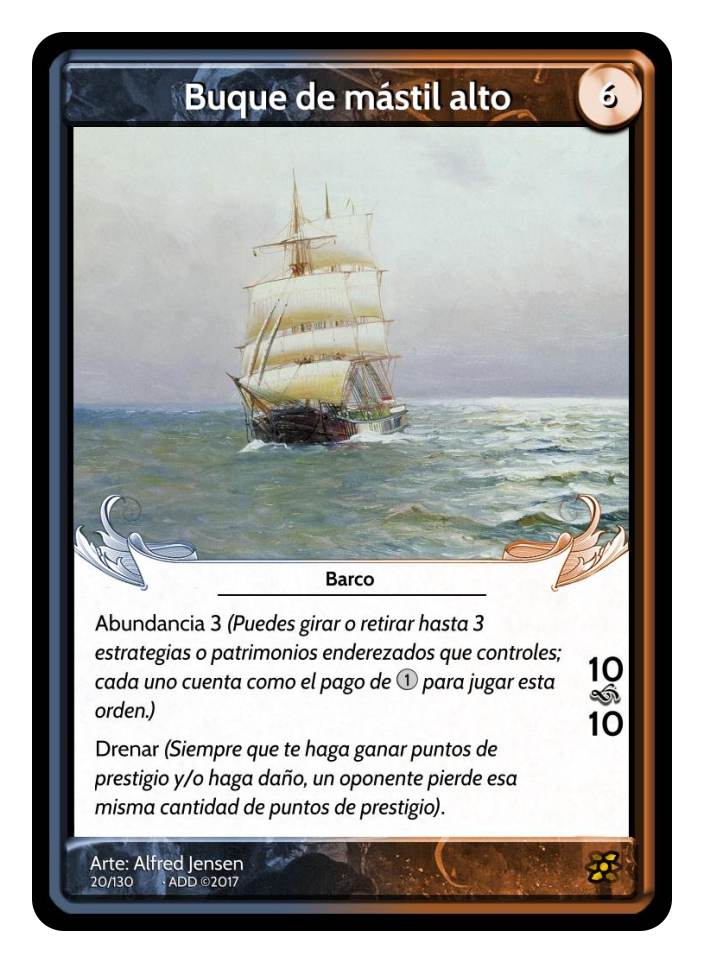 Buque de mástil alto
6
Barco
Abundancia 3 (Puedes girar o retirar hasta 3
estrategias o patrimonios enderezados que controles;
cada uno cuenta como el pago de 1 para jugar esta
orden.)
10
10
Drenar (Siempre que te haga ganar puntos de
prestigio y/o haga daño, un oponente pierde esa
misma cantidad de puntos de prestigio).
Arte: Alfred Jensen
20/130 · ADD ©2017